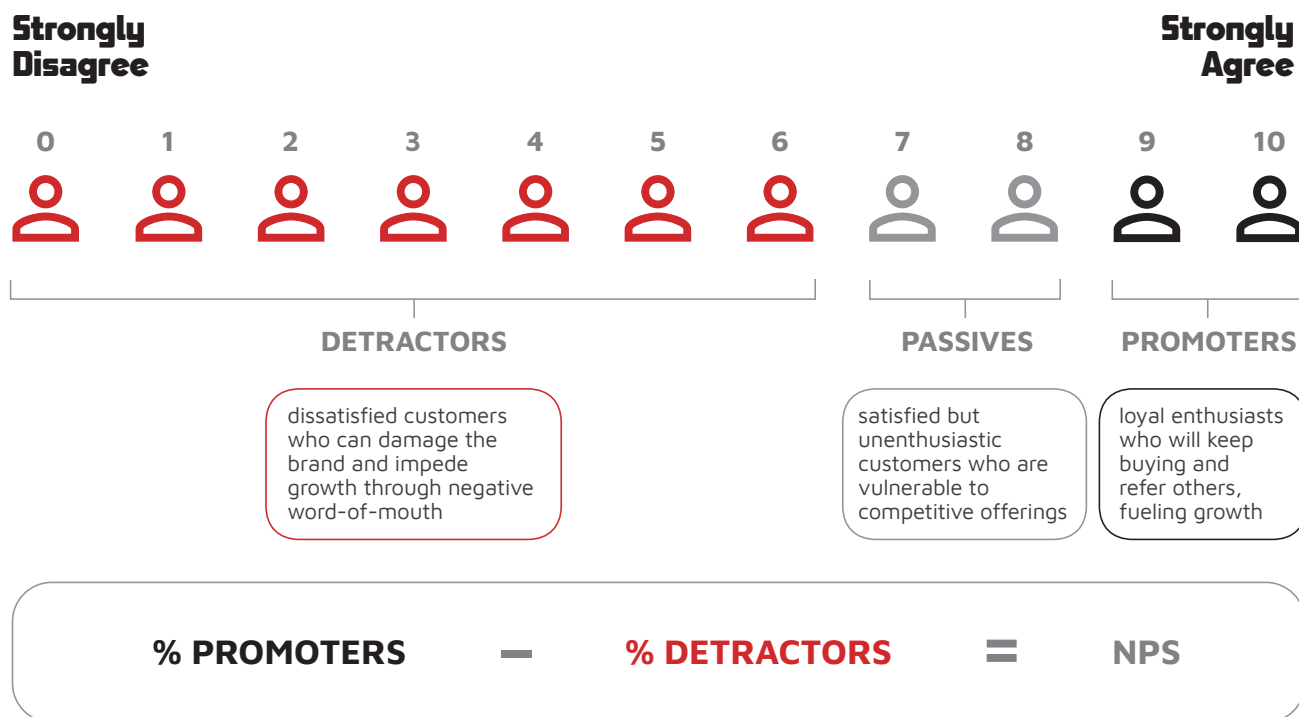 Strongly
Disagree
Strongly
Agree
0 1 2 3 4 5 6 7 8 9 10
DETRACTORS PASSIVES PROMOTERS
dissatisfied customers
who can damage the
brand and impede
growth through negative
word-of-mouth
satisfied but
unenthusiastic
customers who are
vulnerable to
competitive offerings
loyal enthusiasts
who will keep
buying and
refer others,
fueling growth
% PROMOTERS – % DETRACTORS = NPS